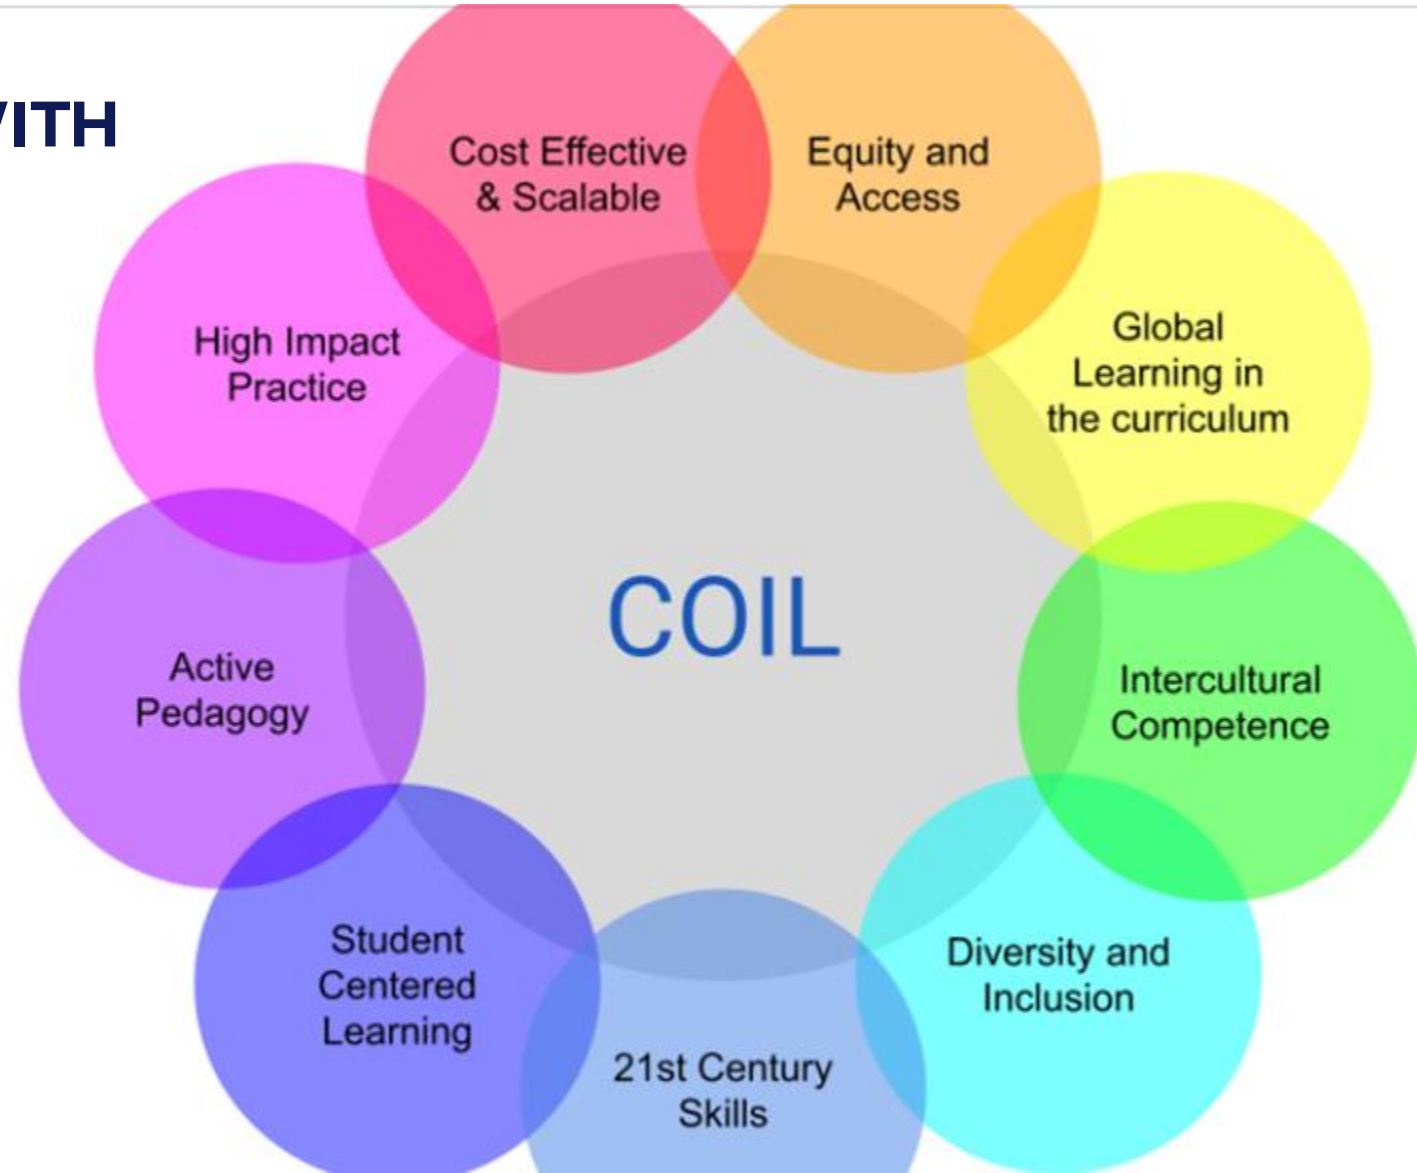 WITH
Cost Effective
& Scalable
Equity and
Access
High Impact
Practice
Global
Learning in
the curriculum
COIL
Active
Pedagogy
Intercultural
Competence
Student
Centered
Learning
Diversity and
Inclusion
21st Century
Skills